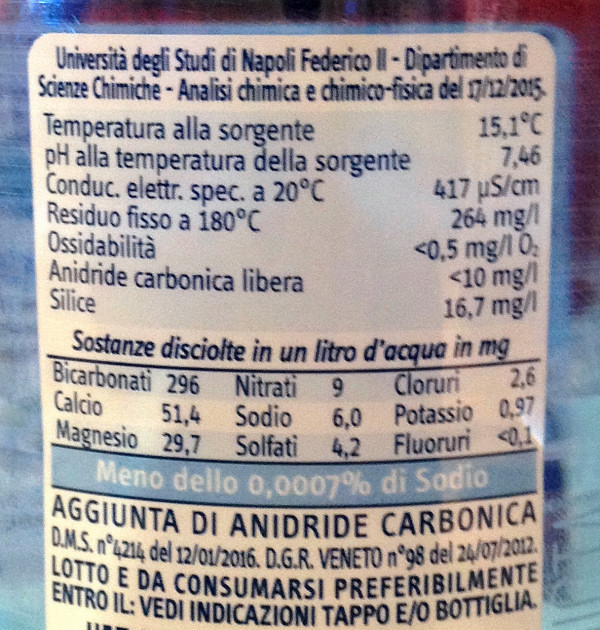 Università degli Studi di Napoli Federico II - Dipartimento di
Scienze Chimiche - Analisi chimica e chimico-fisica del 17/12/2015.
Temperatura alla sorgente 15,1°C
pH alla temperatura della sorgente 7,46
Conduc. elettr. spec. a 20°C 417 µS/cm
Residuo fisso a 180°C 264 mg/l
Ossidabilità <0,5 mg/l O₂
Anidride carbonica libera <10 mg/l
Silice 16,7 mg/l
Sostanze disciolte in un litro d'acqua in mg
Bicarbonati 296 Nitrati 9 Cloruri 2,6
Calcio 51,4 Sodio 6,0 Potassio 0,97
Magnesio 29,7 Solfati 4,2 Fluoruri <0,1
Meno dello 0,0007% di Sodio
AGGIUNTA DI ANIDRIDE CARBONICA
D.M.S. n°4214 del 12/01/2016. D.G.R. VENETO n°98 del 24/07/2012.
LOTTO E DA CONSUMARSI PREFERIBILMENTE
ENTRO IL: VEDI INDICAZIONI TAPPO E/O BOTTIGLIA.